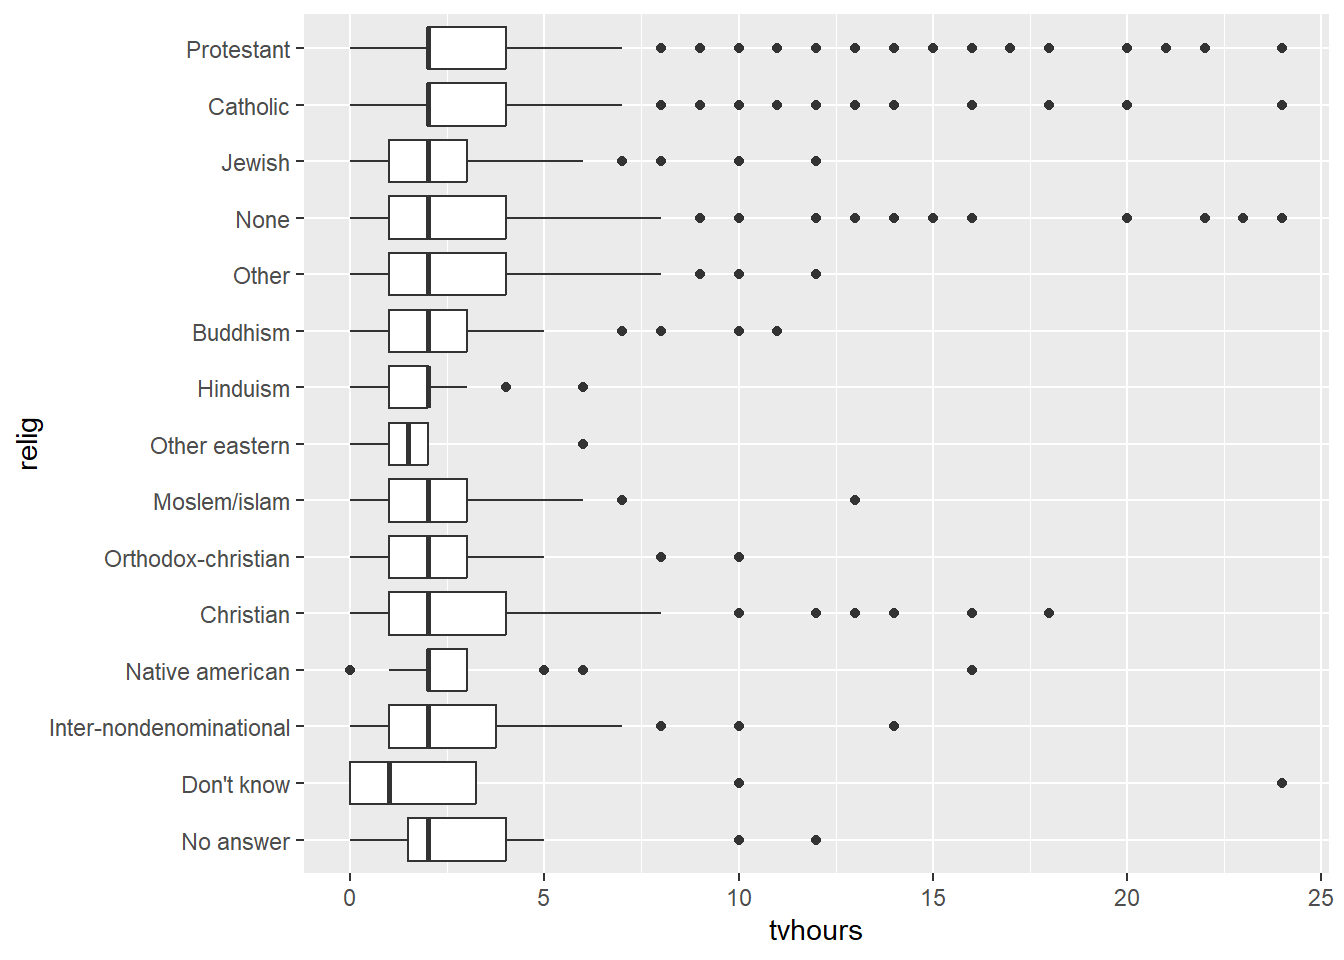 Protestant
Catholic
Jewish
None
Other
Buddhism
Hinduism
Other eastern
Moslem/islam
Orthodox-christian
Christian
Native american
Inter-nondenominational
Don't know
No answer
relig
0 5 10 15 20 25
tvhours